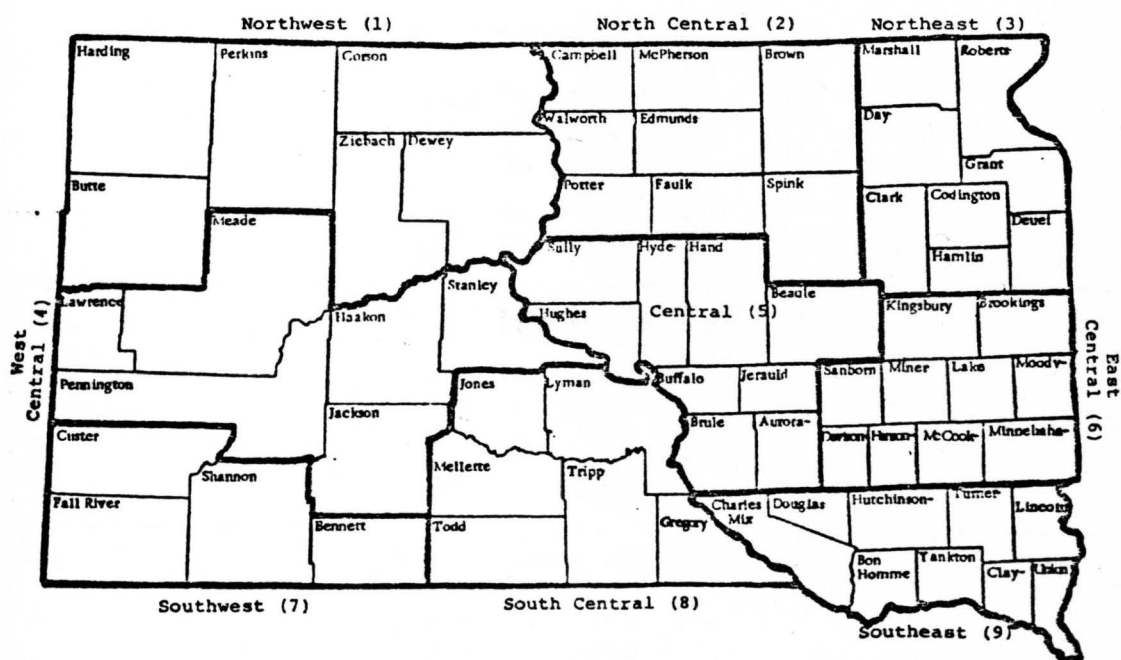 Northwest (1) North Central (2) Northeast (3)
Harding Perkins Corson Campbell McPherson Brown Marshall Roberts
Walworth Edmunds Day
Ziebach Dewey
Grant
Butte Potter Faulk Spink Clark Codington
Meade Deuel
Sully Hyde Hand Hamlin
Stanley Beadle
Lawrence Haakon Hughes Central (5) Kingsbury Brookings
West
Central (4)
East
Central (6)
Pennington Jones Lyman Buffalo Jerauld Sanborn Miner Lake Moody
Jackson
Custer Brule Aurora Davison Hanson McCook Minnehaha
Shannon Mellette Tripp
Fall River Charles
Mix Douglas Hutchinson Turner Lincoln
Bennett Todd Gregory
Bon
Homme Yankton Clay Union
Southwest (7) South Central (8)
Southeast (9)